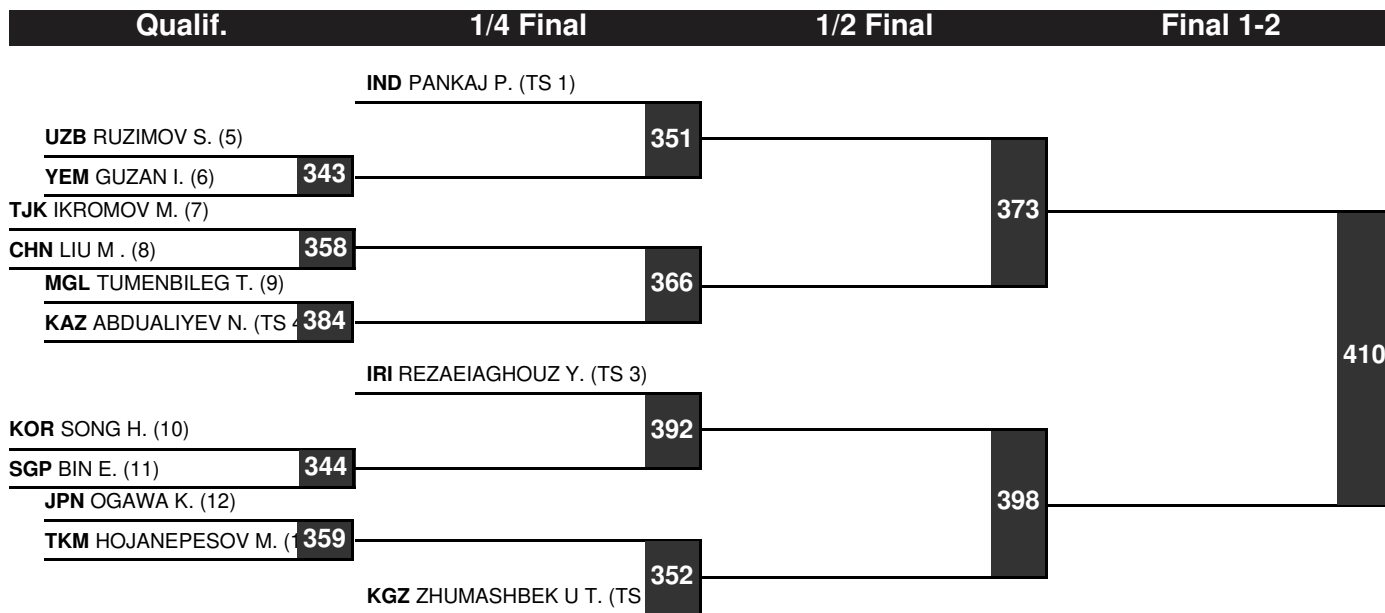 Qualif. 1/4 Final 1/2 Final Final 1-2
IND PANKAJ P. (TS 1)
UZB RUZIMOV S. (5)
351
YEM GUZAN I. (6) 343
TJK IKROMOV M. (7)
373
CHN LIU M . (8) 358
MGL TUMENBILEG T. (9)
366
KAZ ABDUALIYEV N. (TS 384
410
IRI REZAEIAGHOUZ Y. (TS 3)
KOR SONG H. (10)
392
SGP BIN E. (11) 344
JPN OGAWA K. (12)
398
TKM HOJANEPESOV M. ( 359
352
KGZ ZHUMASHBEK U T. (TS